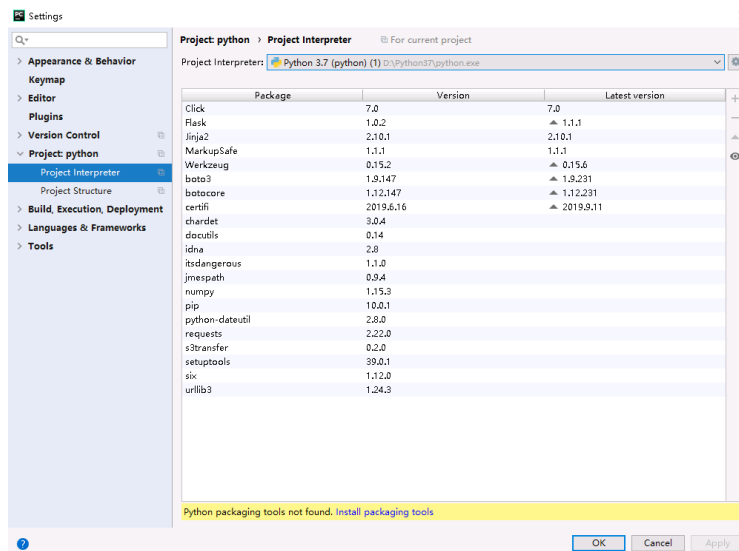 PC Settings
Project: python › Project Interpreter For current project
Appearance & Behavior
Keymap
Editor
Plugins
Version Control
Project: python
Project Interpreter
Project Structure
Build, Execution, Deployment
Languages & Frameworks
Tools
Project Interpreter: Python 3.7 (python) (1) D:\Python37\python.exe
Package Version Latest version
Click 7.0 7.0
Flask 1.0.2 1.1.1
Jinja2 2.10.1 2.10.1
MarkupSafe 1.1.1 1.1.1
Werkzeug 0.15.2 0.15.6
boto3 1.9.147 1.9.231
botocore 1.12.147 1.12.231
certifi 2019.6.16 2019.9.11
chardet 3.0.4
docutils 0.14
idna 2.8
itsdangerous 1.1.0
jmespath 0.9.4
numpy 1.15.3
pip 10.0.1
python-dateutil 2.8.0
requests 2.22.0
s3transfer 0.2.0
setuptools 39.0.1
six 1.12.0
urllib3 1.24.3
Python packaging tools not found. Install packaging tools
? OK Cancel Apply